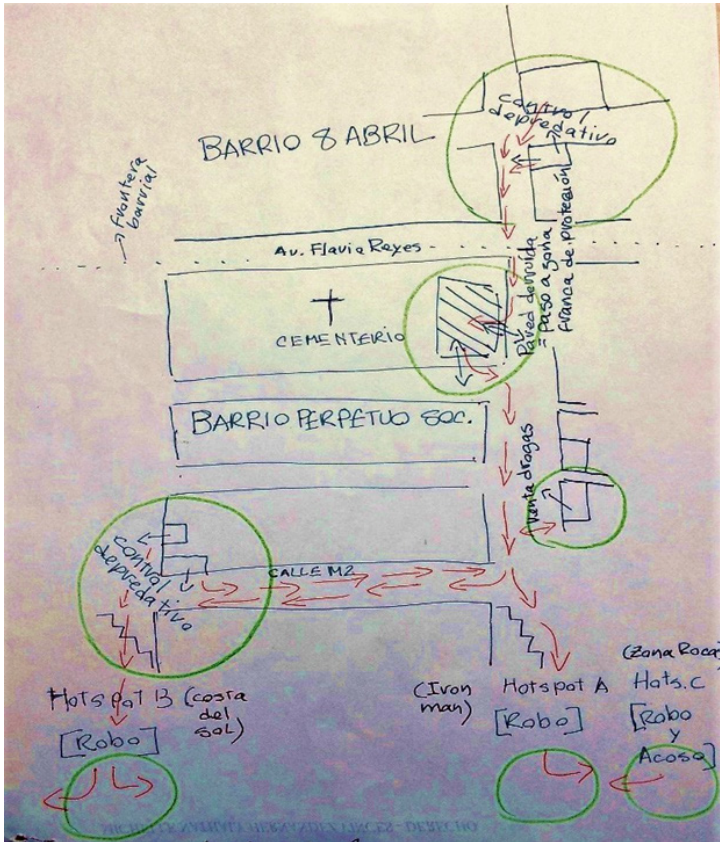 control
depredativo
BARRIO 8 ABRIL
→ Frontera
barrial
Av. Flavio Reyes
Pared derruida
= Paso a zona
franca de protección
CEMENTERIO
BARRIO PERPETUO SOC.
Venta drogas
control
depredativo
CALLE M2
Hotspot B (costa
del
SOL)
[Robo]
(Iron
man)
Hotspot A
[Robo]
(Zona Roca)
Hots. C
[Robo
y
Acoso]